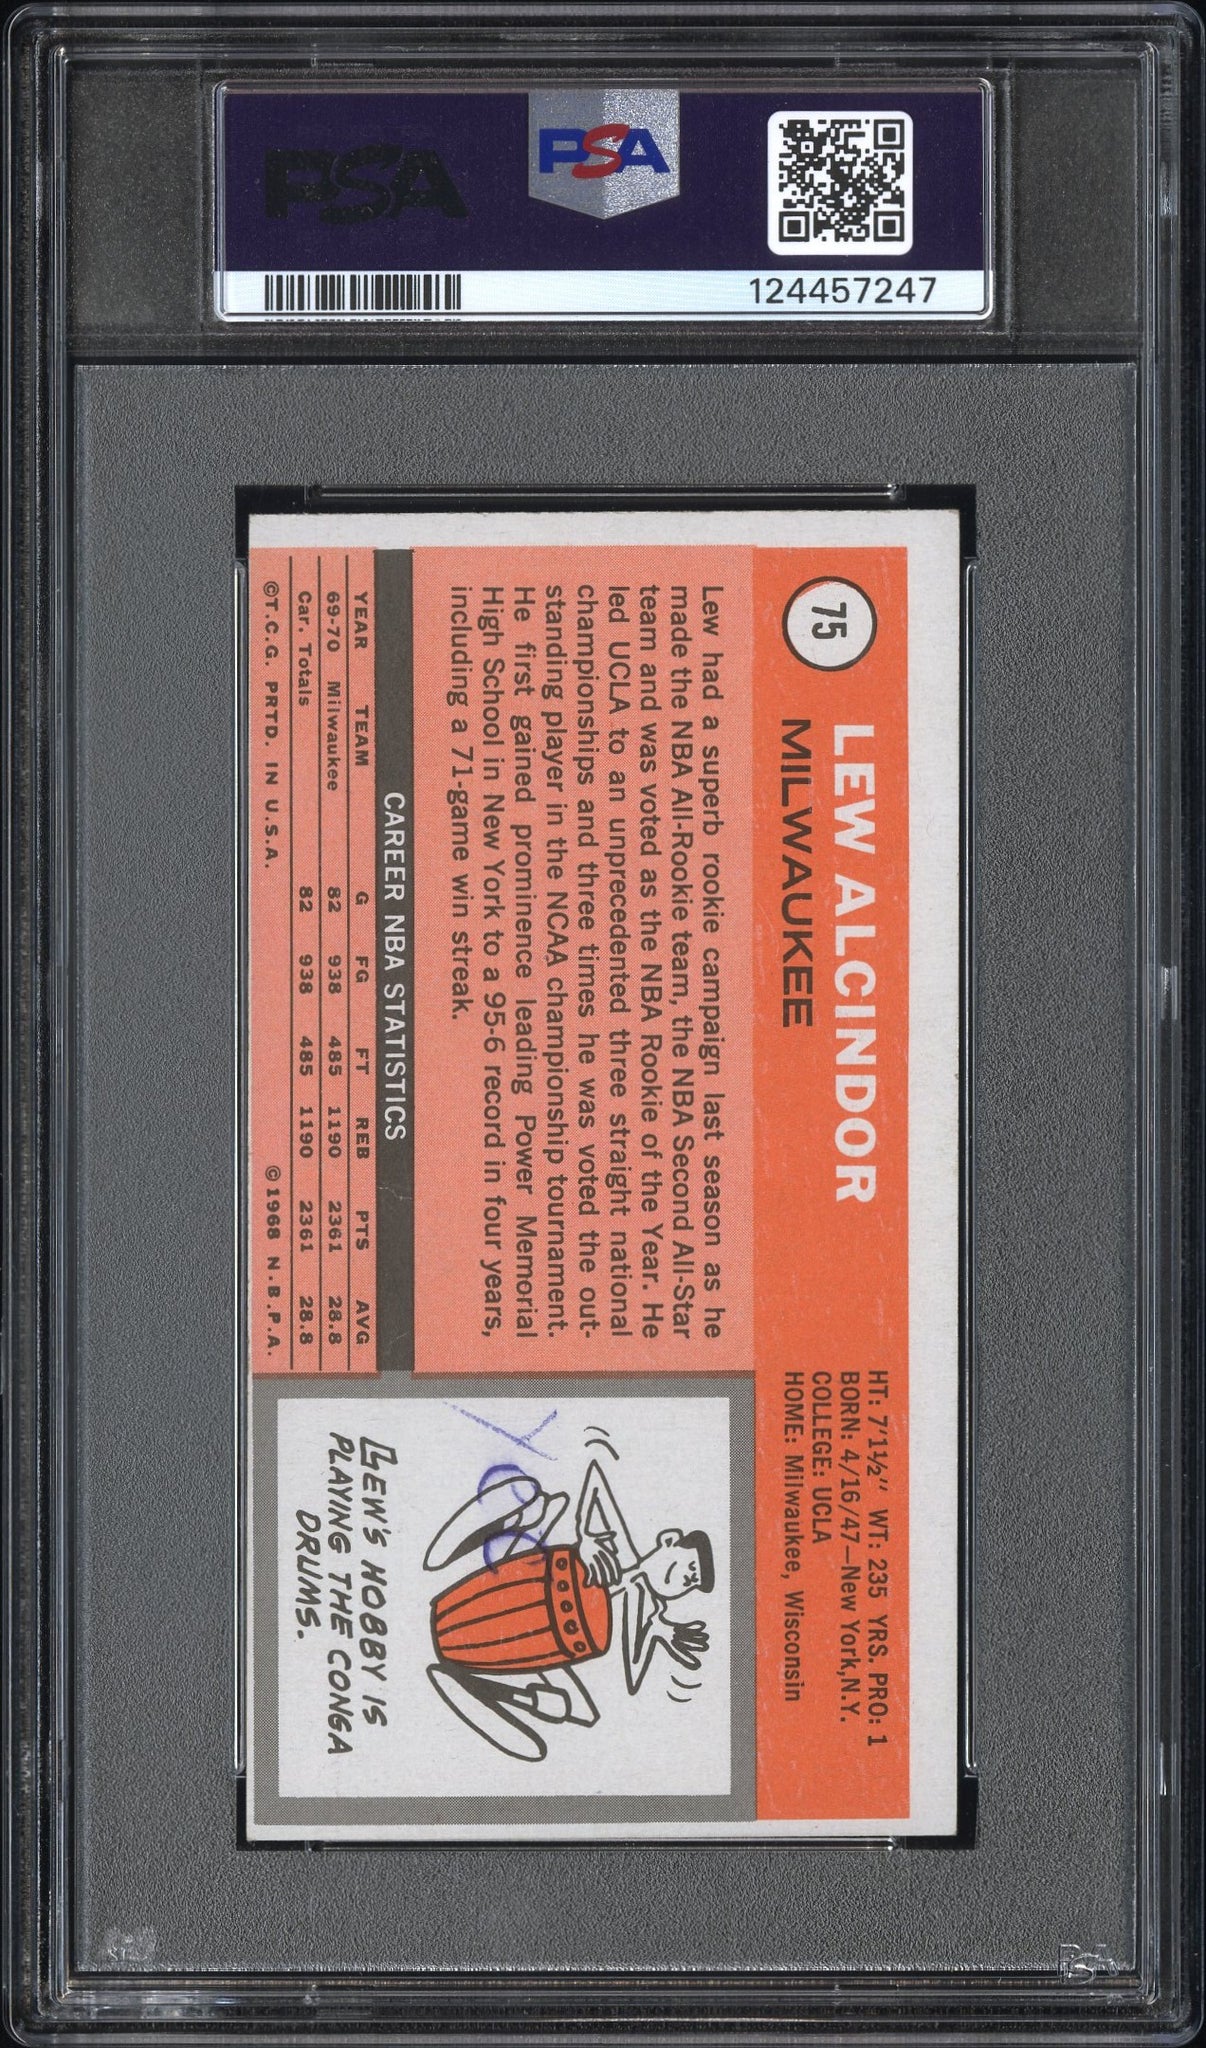 PSA
PSA
124457247
75
LEW ALCINDOR
MILWAUKEE
HT: 7'1½" WT: 235 YRS. PRO: 1
BORN: 4/16/47—New York, N.Y.
COLLEGE: UCLA
HOME: Milwaukee, Wisconsin
Lew had a superb rookie campaign last season as he
made the NBA All-Rookie team, the NBA Second All-Star
team and was voted as the NBA Rookie of the Year. He
led UCLA to an unprecedented three straight national
championships and three times he was voted the out-
standing player in the NCAA championship tournament.
He first gained prominence leading Power Memorial
High School in New York to a 95-6 record in four years,
including a 71-game win streak.
CAREER NBA STATISTICS
YEAR TEAM G FG FT REB PTS AVG
69-70 Milwaukee 82 938 485 1190 2361 28.8
Car. Totals 82 938 485 1190 2361 28.8
©T.C.G. PRTD. IN U.S.A. ©1968 N.B.P.A.
LEW'S HOBBY IS
PLAYING THE CONGA
DRUMS.
PSA